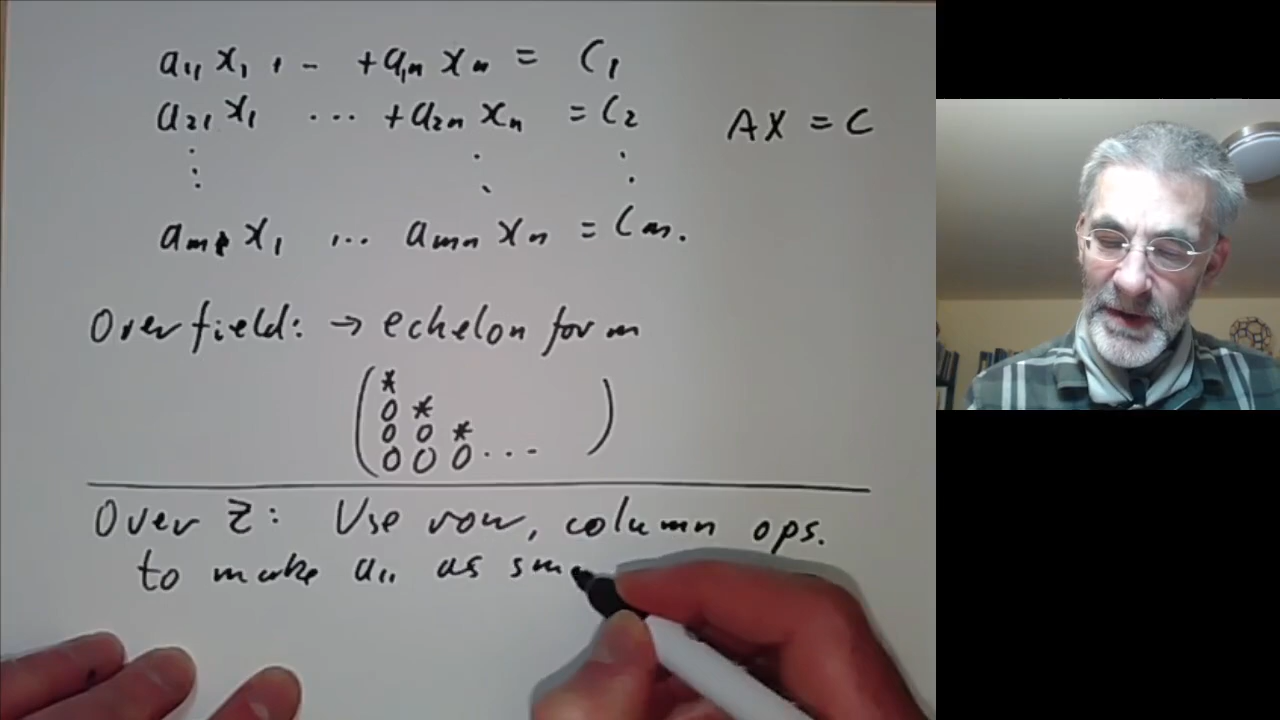 a₁₁ x₁ , - + a₁ₙ xₙ = C₁
a₂₁ x₁ ... + a₂ₙ xₙ = C₂
AX = C
⋮ ⋮ ⋮
aₘ₁ x₁ ... aₘₙ xₙ = Cₘ.
Over field: → echelon form
*
0 *
0 0 *
0 0 0 ...
Over Z: Use row, column ops.
to make a₁₁ as sm